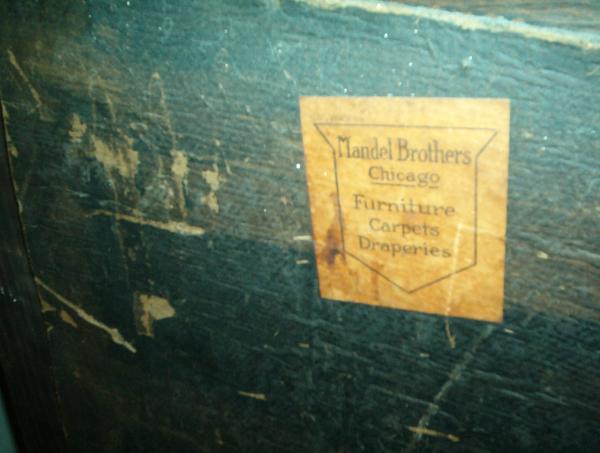 Mandel Brothers
Chicago
Furniture
Carpets
Draperies